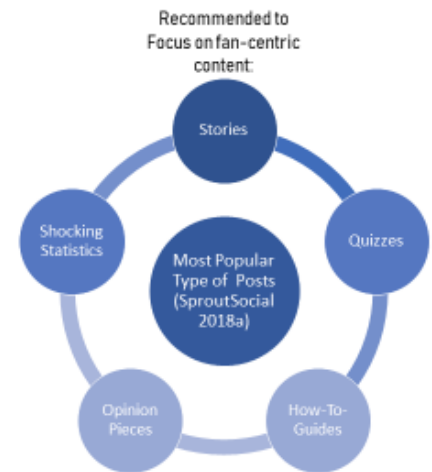 Recommended to
Focus on fan-centric
content:
Stories
Shocking
Statistics
Quizzes
Most Popular
Type of Posts
(SproutSocial
2018a)
Opinion
Pieces
How-To-
Guides